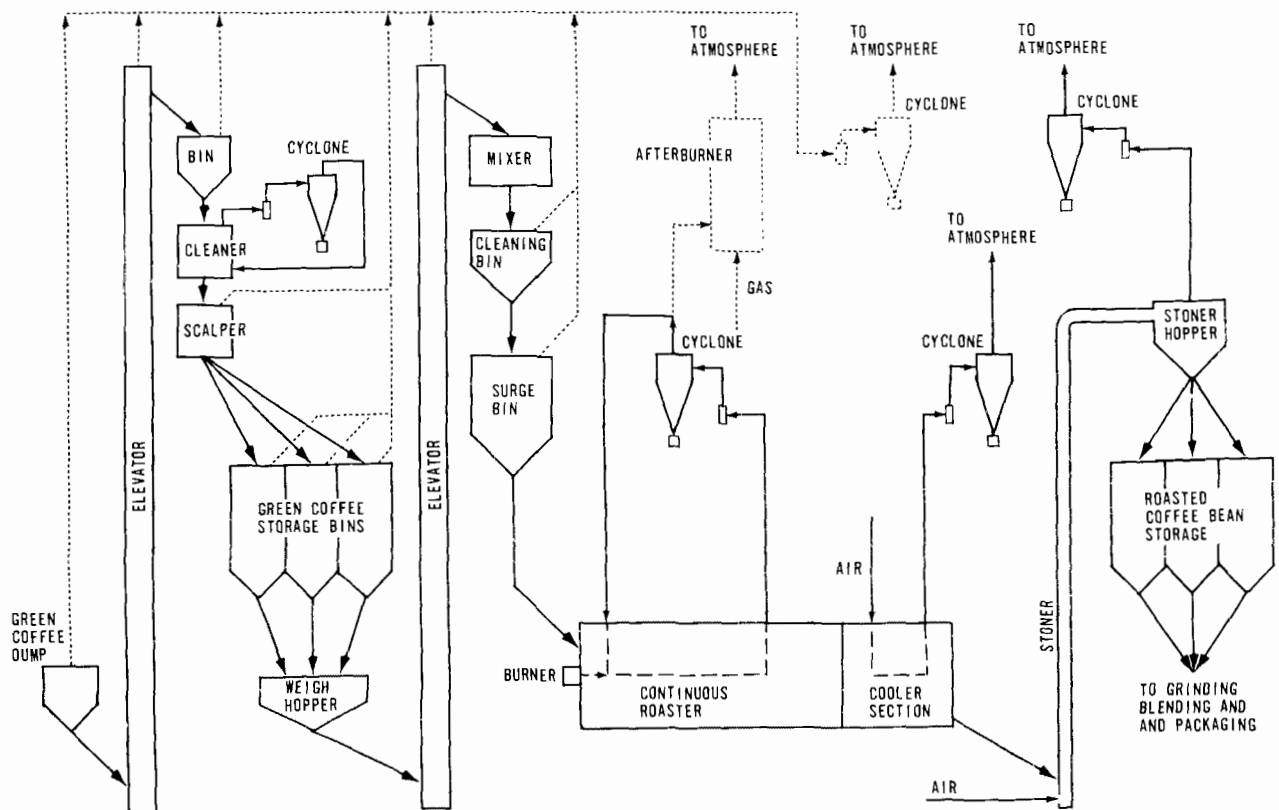 TO
ATMOSPHERE
TO
ATMOSPHERE
TO
ATMOSPHERE
CYCLONE
CYCLONE
BIN
CYCLONE
MIXER
AFTERBURNER
CLEANER
CLEANING
BIN
TO
ATMOSPHERE
GAS
SCALPER
STONER
HOPPER
CYCLONE
CYCLONE
SURGE
BIN
ELEVATOR
ELEVATOR
GREEN COFFEE
STORAGE BINS
ROASTED
COFFEE BEAN
STORAGE
AIR
GREEN
COFFEE
DUMP
STONER
BURNER
WEIGH
HOPPER
CONTINUOUS
ROASTER
COOLER
SECTION
TO GRINDING
BLENDING AND
AND PACKAGING
AIR